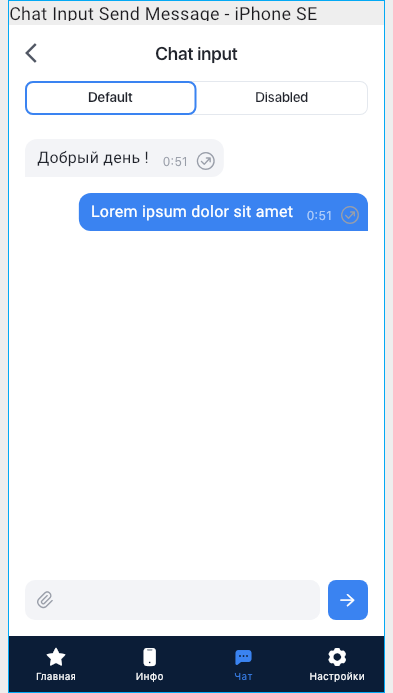 Chat Input Send Message - iPhone SE
Chat input
Default
Disabled
Добрый день ! 0:51
Lorem ipsum dolor sit amet 0:51
Главная
Инфо
Чат
Настройки